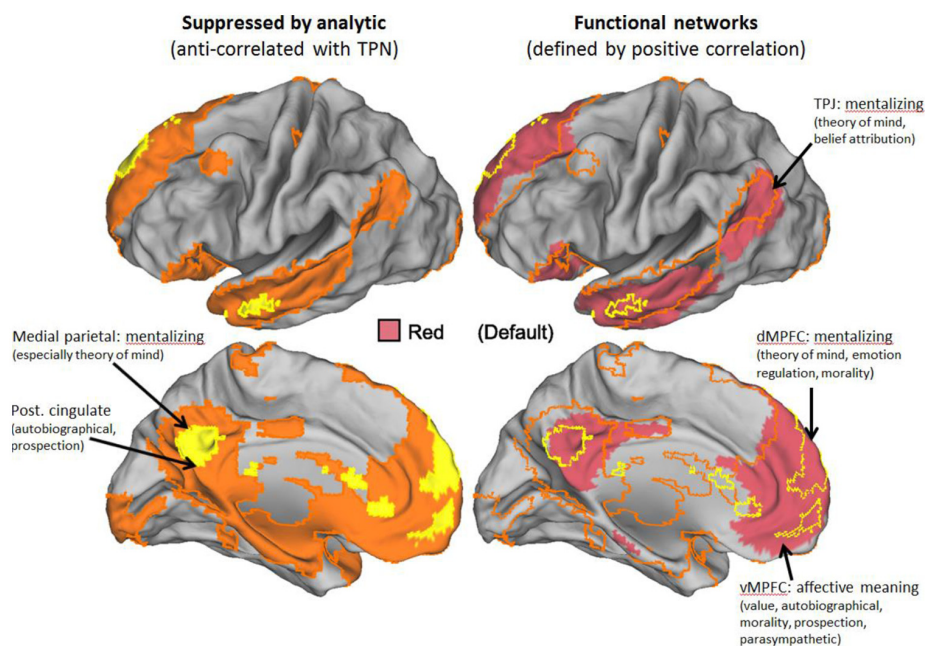 Suppressed by analytic
(anti-correlated with TPN)
Functional networks
(defined by positive correlation)
TPJ: mentalizing
(theory of mind,
belief attribution)
Red (Default)
Medial parietal: mentalizing
(especially theory of mind)
Post. cingulate
(autobiographical,
prospection)
dMPFC: mentalizing
(theory of mind, emotion
regulation, morality)
vMPFC: affective meaning
(value, autobiographical,
morality, prospection,
parasympathetic)